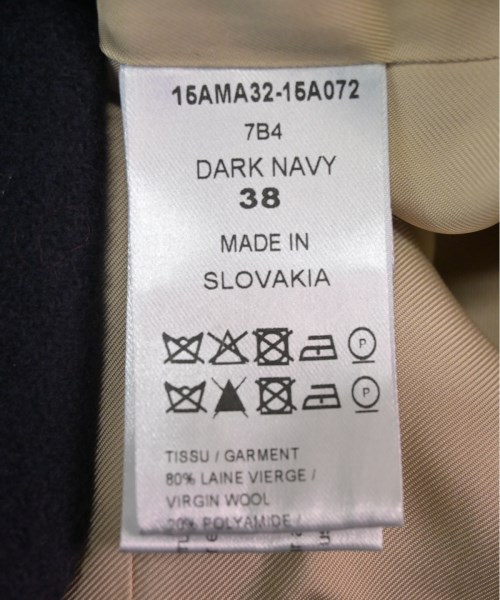 15AMA32-15A072
7B4
DARK NAVY
38
MADE IN
SLOVAKIA
P
P
TISSU / GARMENT
80% LAINE VIERGE /
VIRGIN WOOL
20% POLYAMIDE /